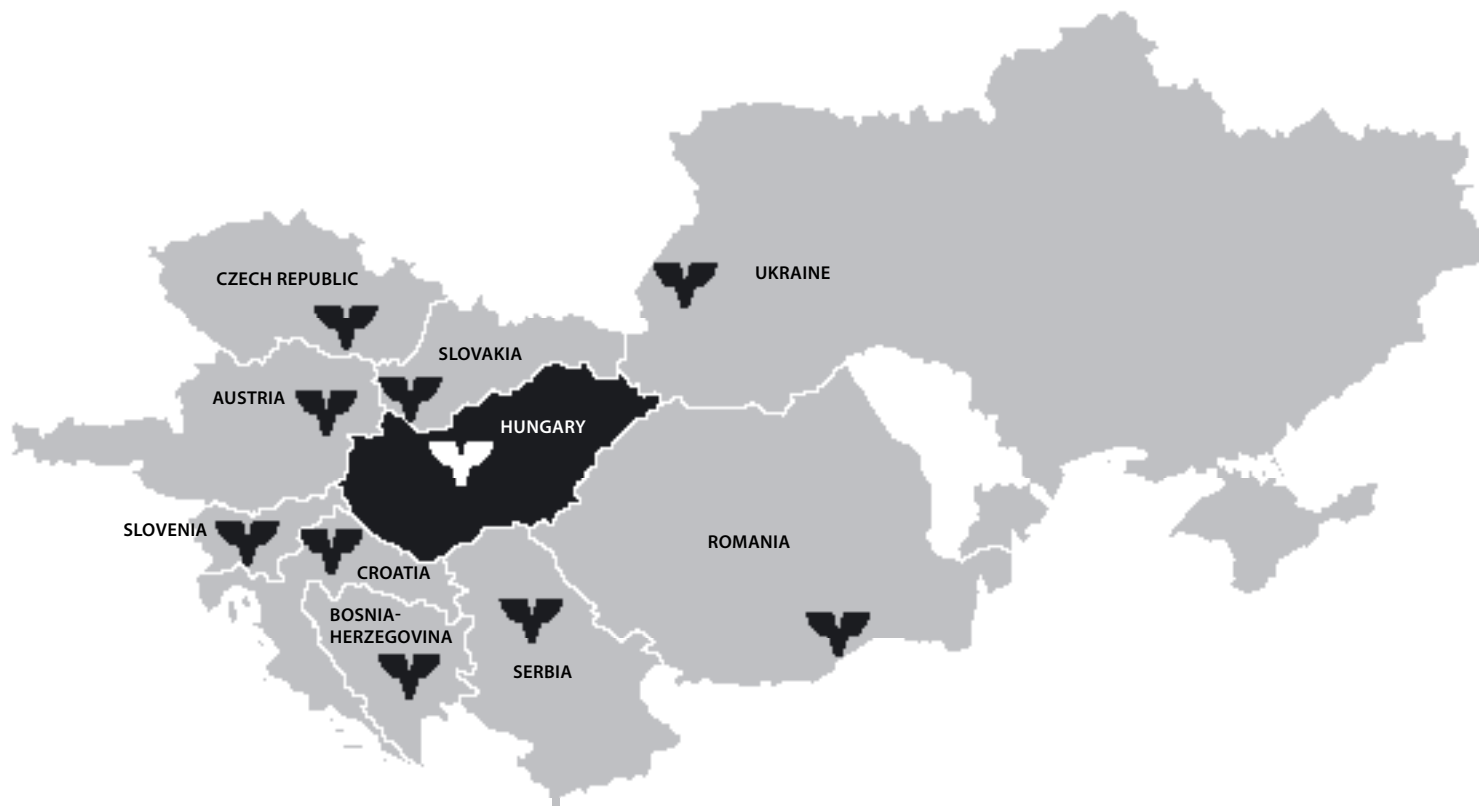 UKRAINE
CZECH REPUBLIC
SLOVAKIA
AUSTRIA
HUNGARY
SLOVENIA
ROMANIA
CROATIA
BOSNIA-
HERZEGOVINA
SERBIA